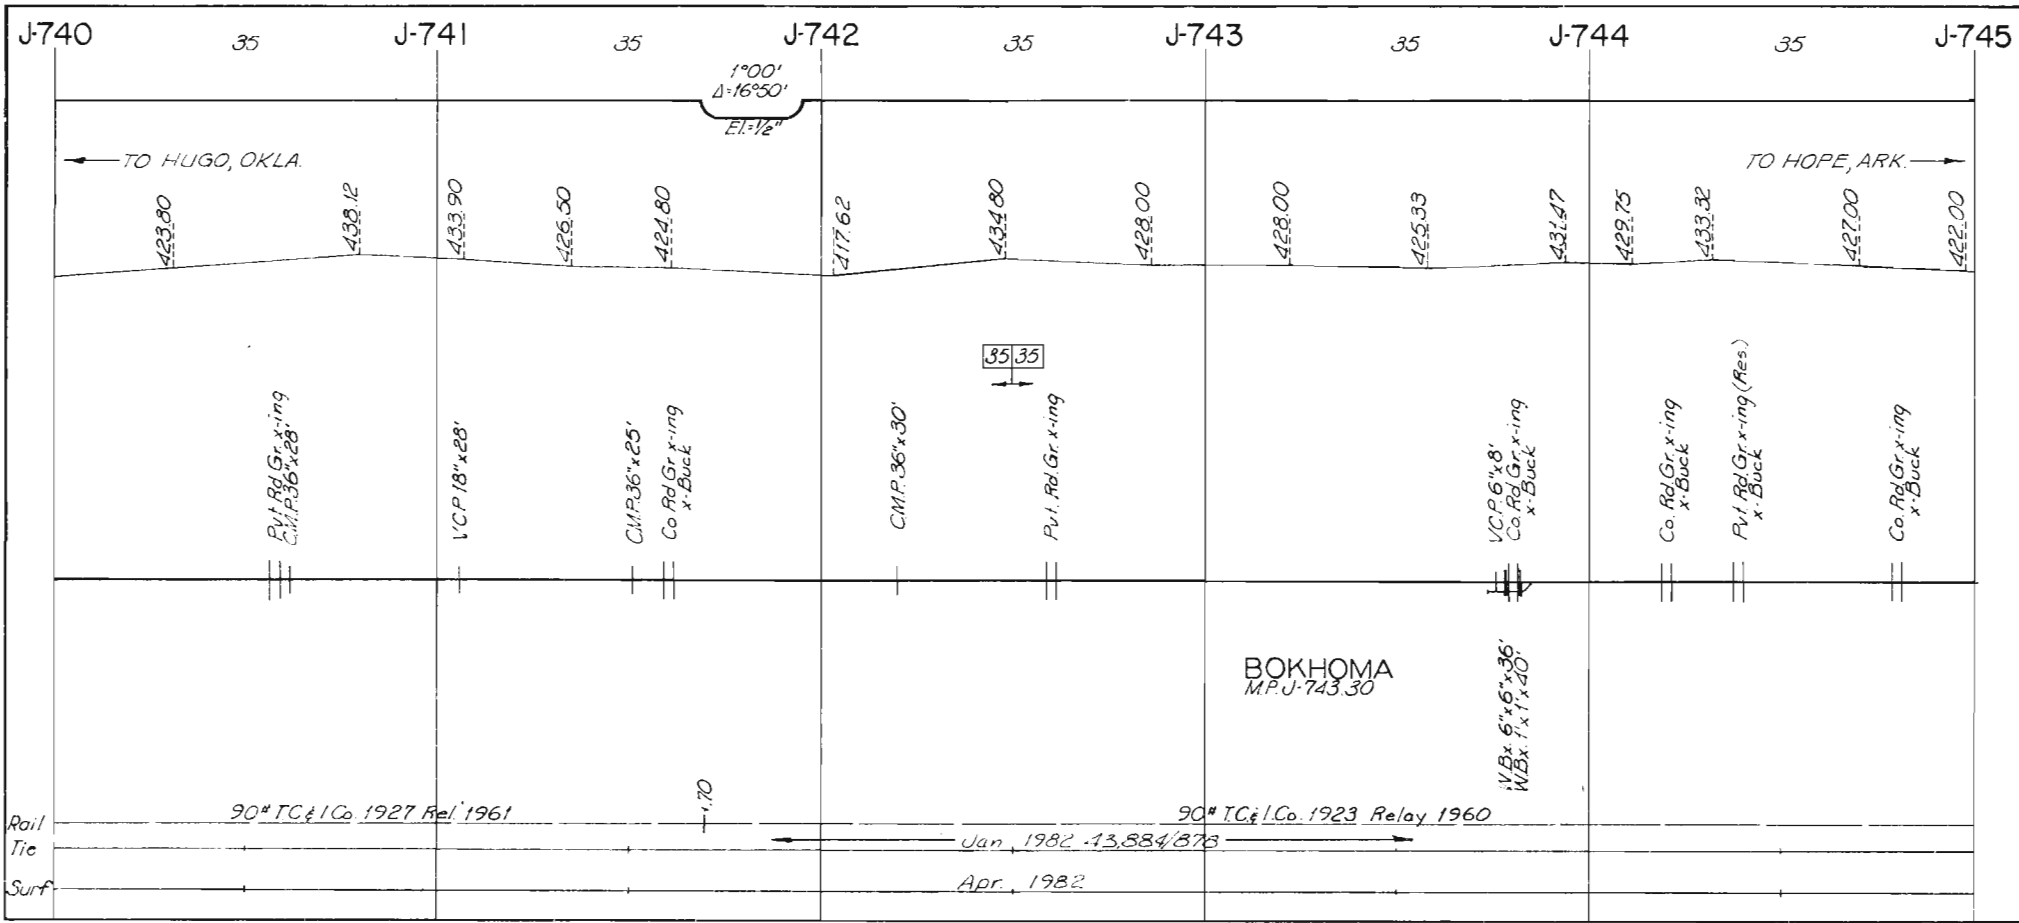 J-740 35 J-741 35 J-742 35 J-743 35 J-744 35 J-745
1°00'
Δ=16°50'
El.=1/2"
TO HUGO, OKLA.
TO HOPE, ARK.
423.80 438.12 433.90 426.50 424.80 417.62 434.80 428.00 428.00 425.33 431.47 429.75 433.32 427.00 422.00
35 35
Pvt. Rd. Gr. x-ing
C.M.P. 36"x28'
V.C.P. 18"x28'
C.M.P. 36"x25'
Co Rd Gr. x-ing
x-Buck
C.M.P. 36"x30'
Pvt. Rd. Gr. x-ing
V.C.P. 6"x8'
Co. Rd. Gr. x-ing
x-Buck
Co. Rd. Gr. x-ing
x-Buck
Pvt. Rd. Gr. x-ing (Res.)
x-Buck
Co. Rd. Gr. x-ing
x-Buck
BOKHOMA
M.P. J-743.30
W.Bx. 6"x6"x36'
W.Bx. 1'x1'x40'
.70
Rail 90# T.C.& I Co. 1927 Rel. 1961 90# T.C.& I. Co. 1923 Relay 1960
Tie Jan 1982 43,884/878
Surf Apr. 1982